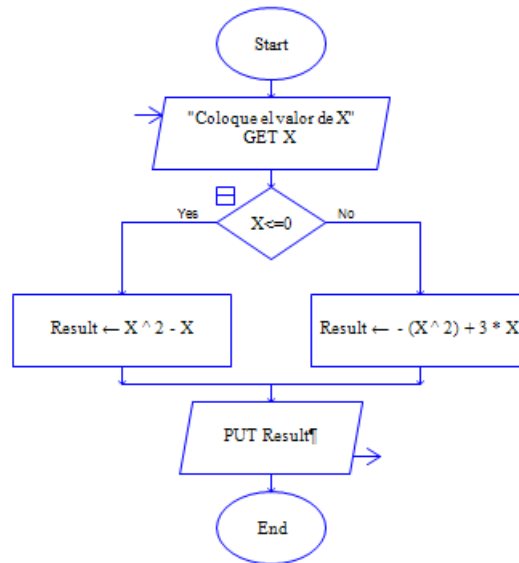 Start
"Coloque el valor de X"
GET X
X<=0
Yes
No
Result ← X ^ 2 - X
Result ← - (X^2) + 3 * X
PUT Result¶
End